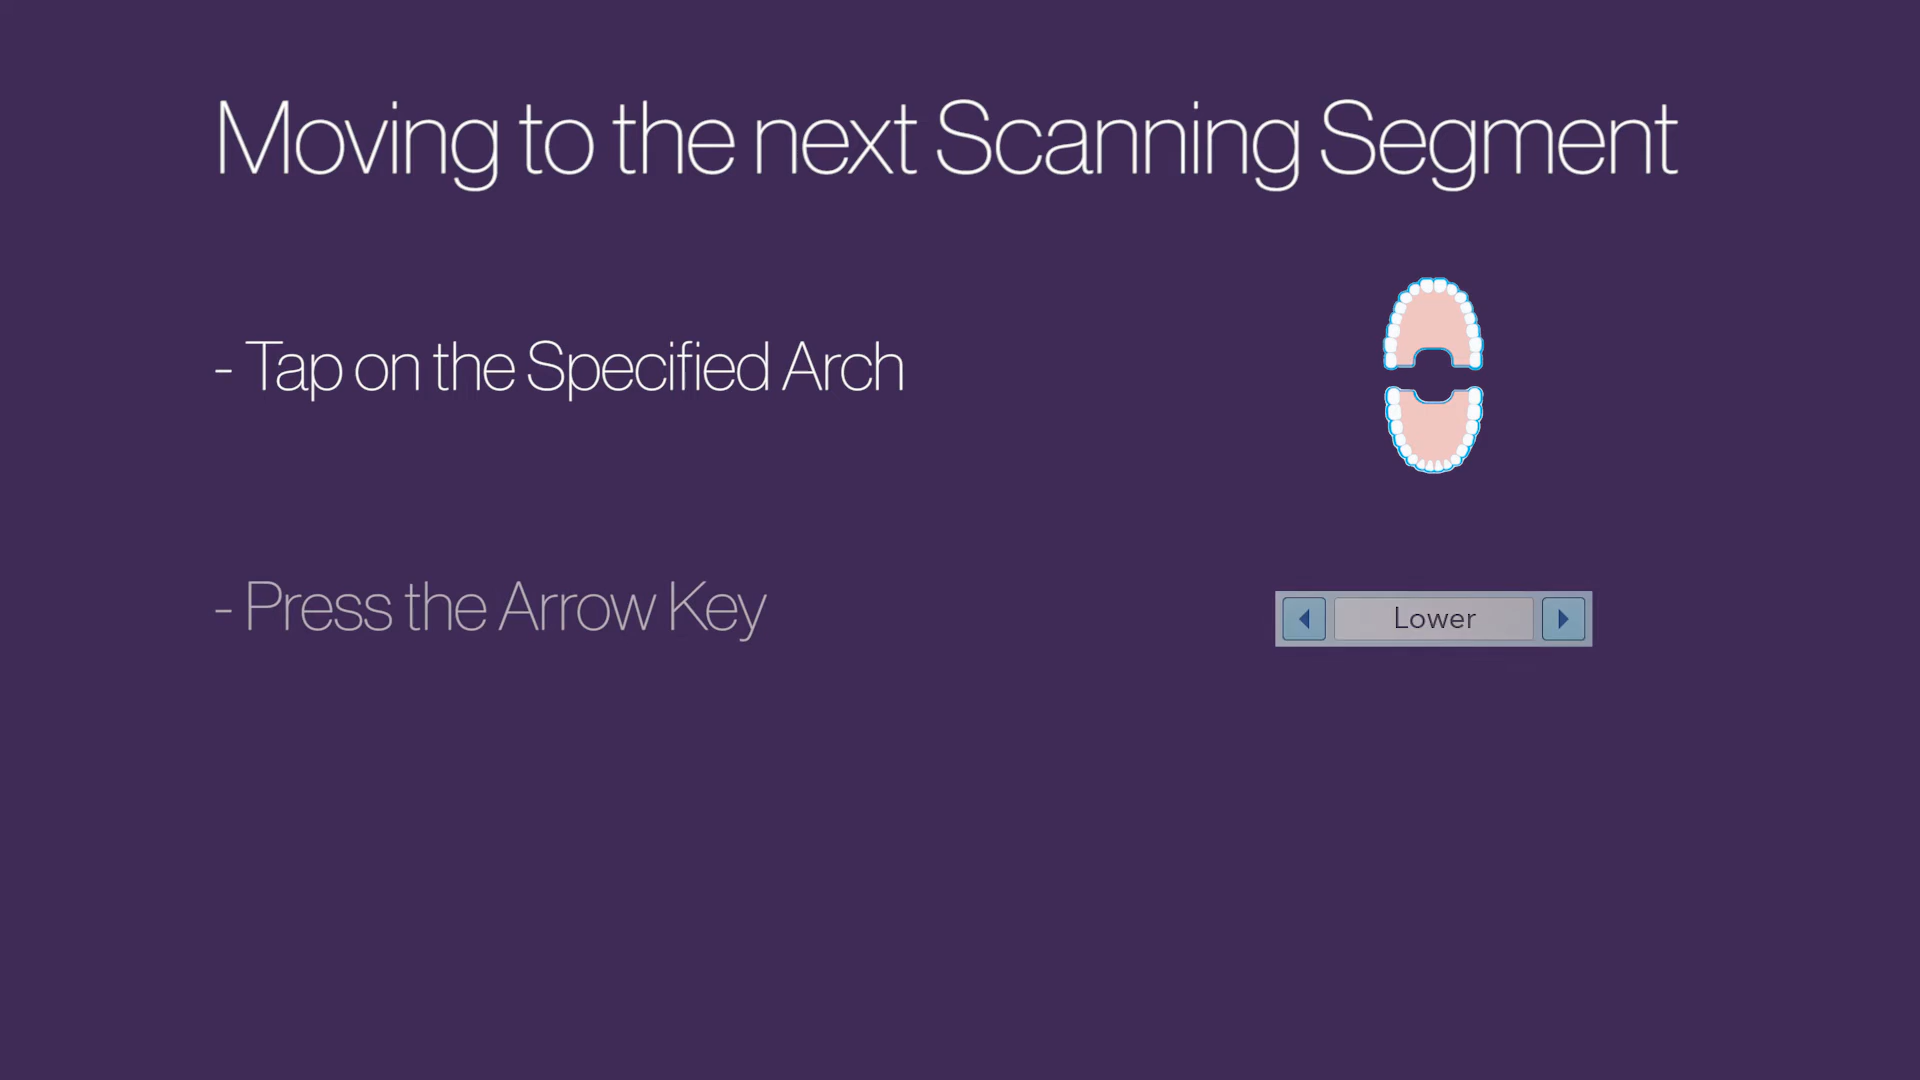 Moving to the next Scanning Segment
- Tap on the Specified Arch
- Press the Arrow Key
Lower